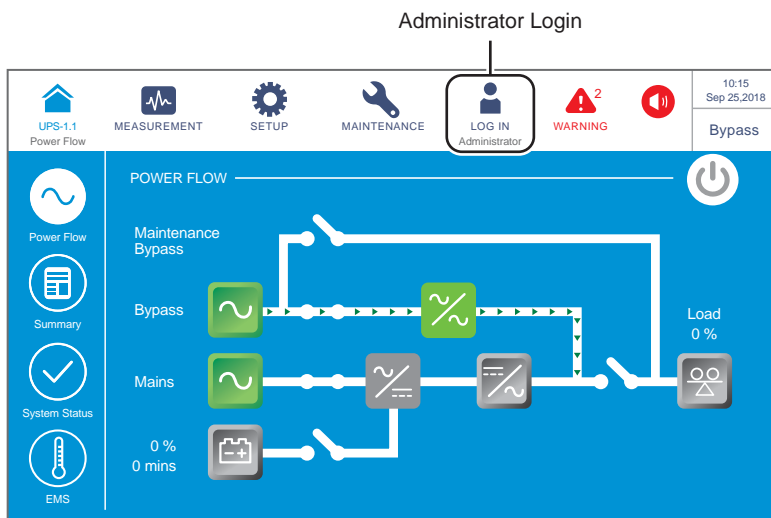 Administrator Login
UPS-1.1
Power Flow
MEASUREMENT
SETUP
MAINTENANCE
LOG IN
Administrator
2
WARNING
10:15
Sep 25,2018
Bypass
Power Flow
Summary
System Status
EMS
POWER FLOW
Maintenance
Bypass
Bypass
Mains
0 %
0 mins
Load
0 %